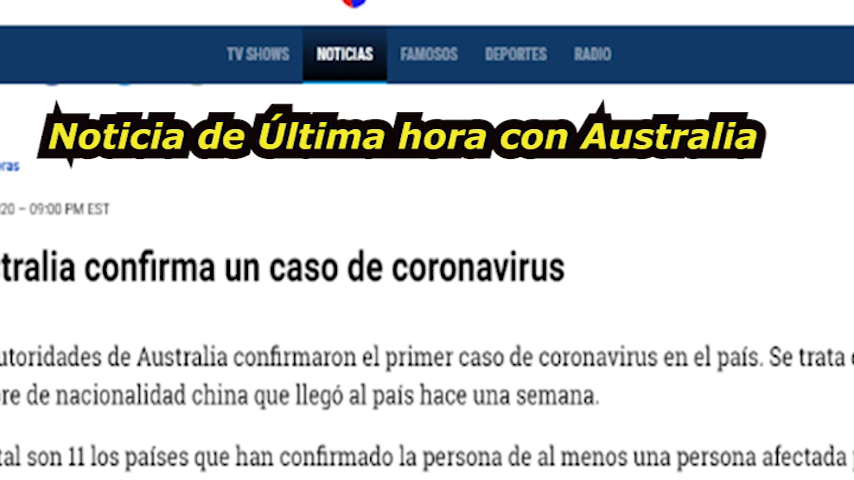 TV SHOWS NOTICIAS FAMOSOS DEPORTES RADIO
Noticia de Última hora con Australia
oras
020 – 09:00 PM EST
tralia confirma un caso de coronavirus
utoridades de Australia confirmaron el primer caso de coronavirus en el país. Se trata
re de nacionalidad china que llegó al país hace una semana.
tal son 11 los países que han confirmado la persona de al menos una persona afectada